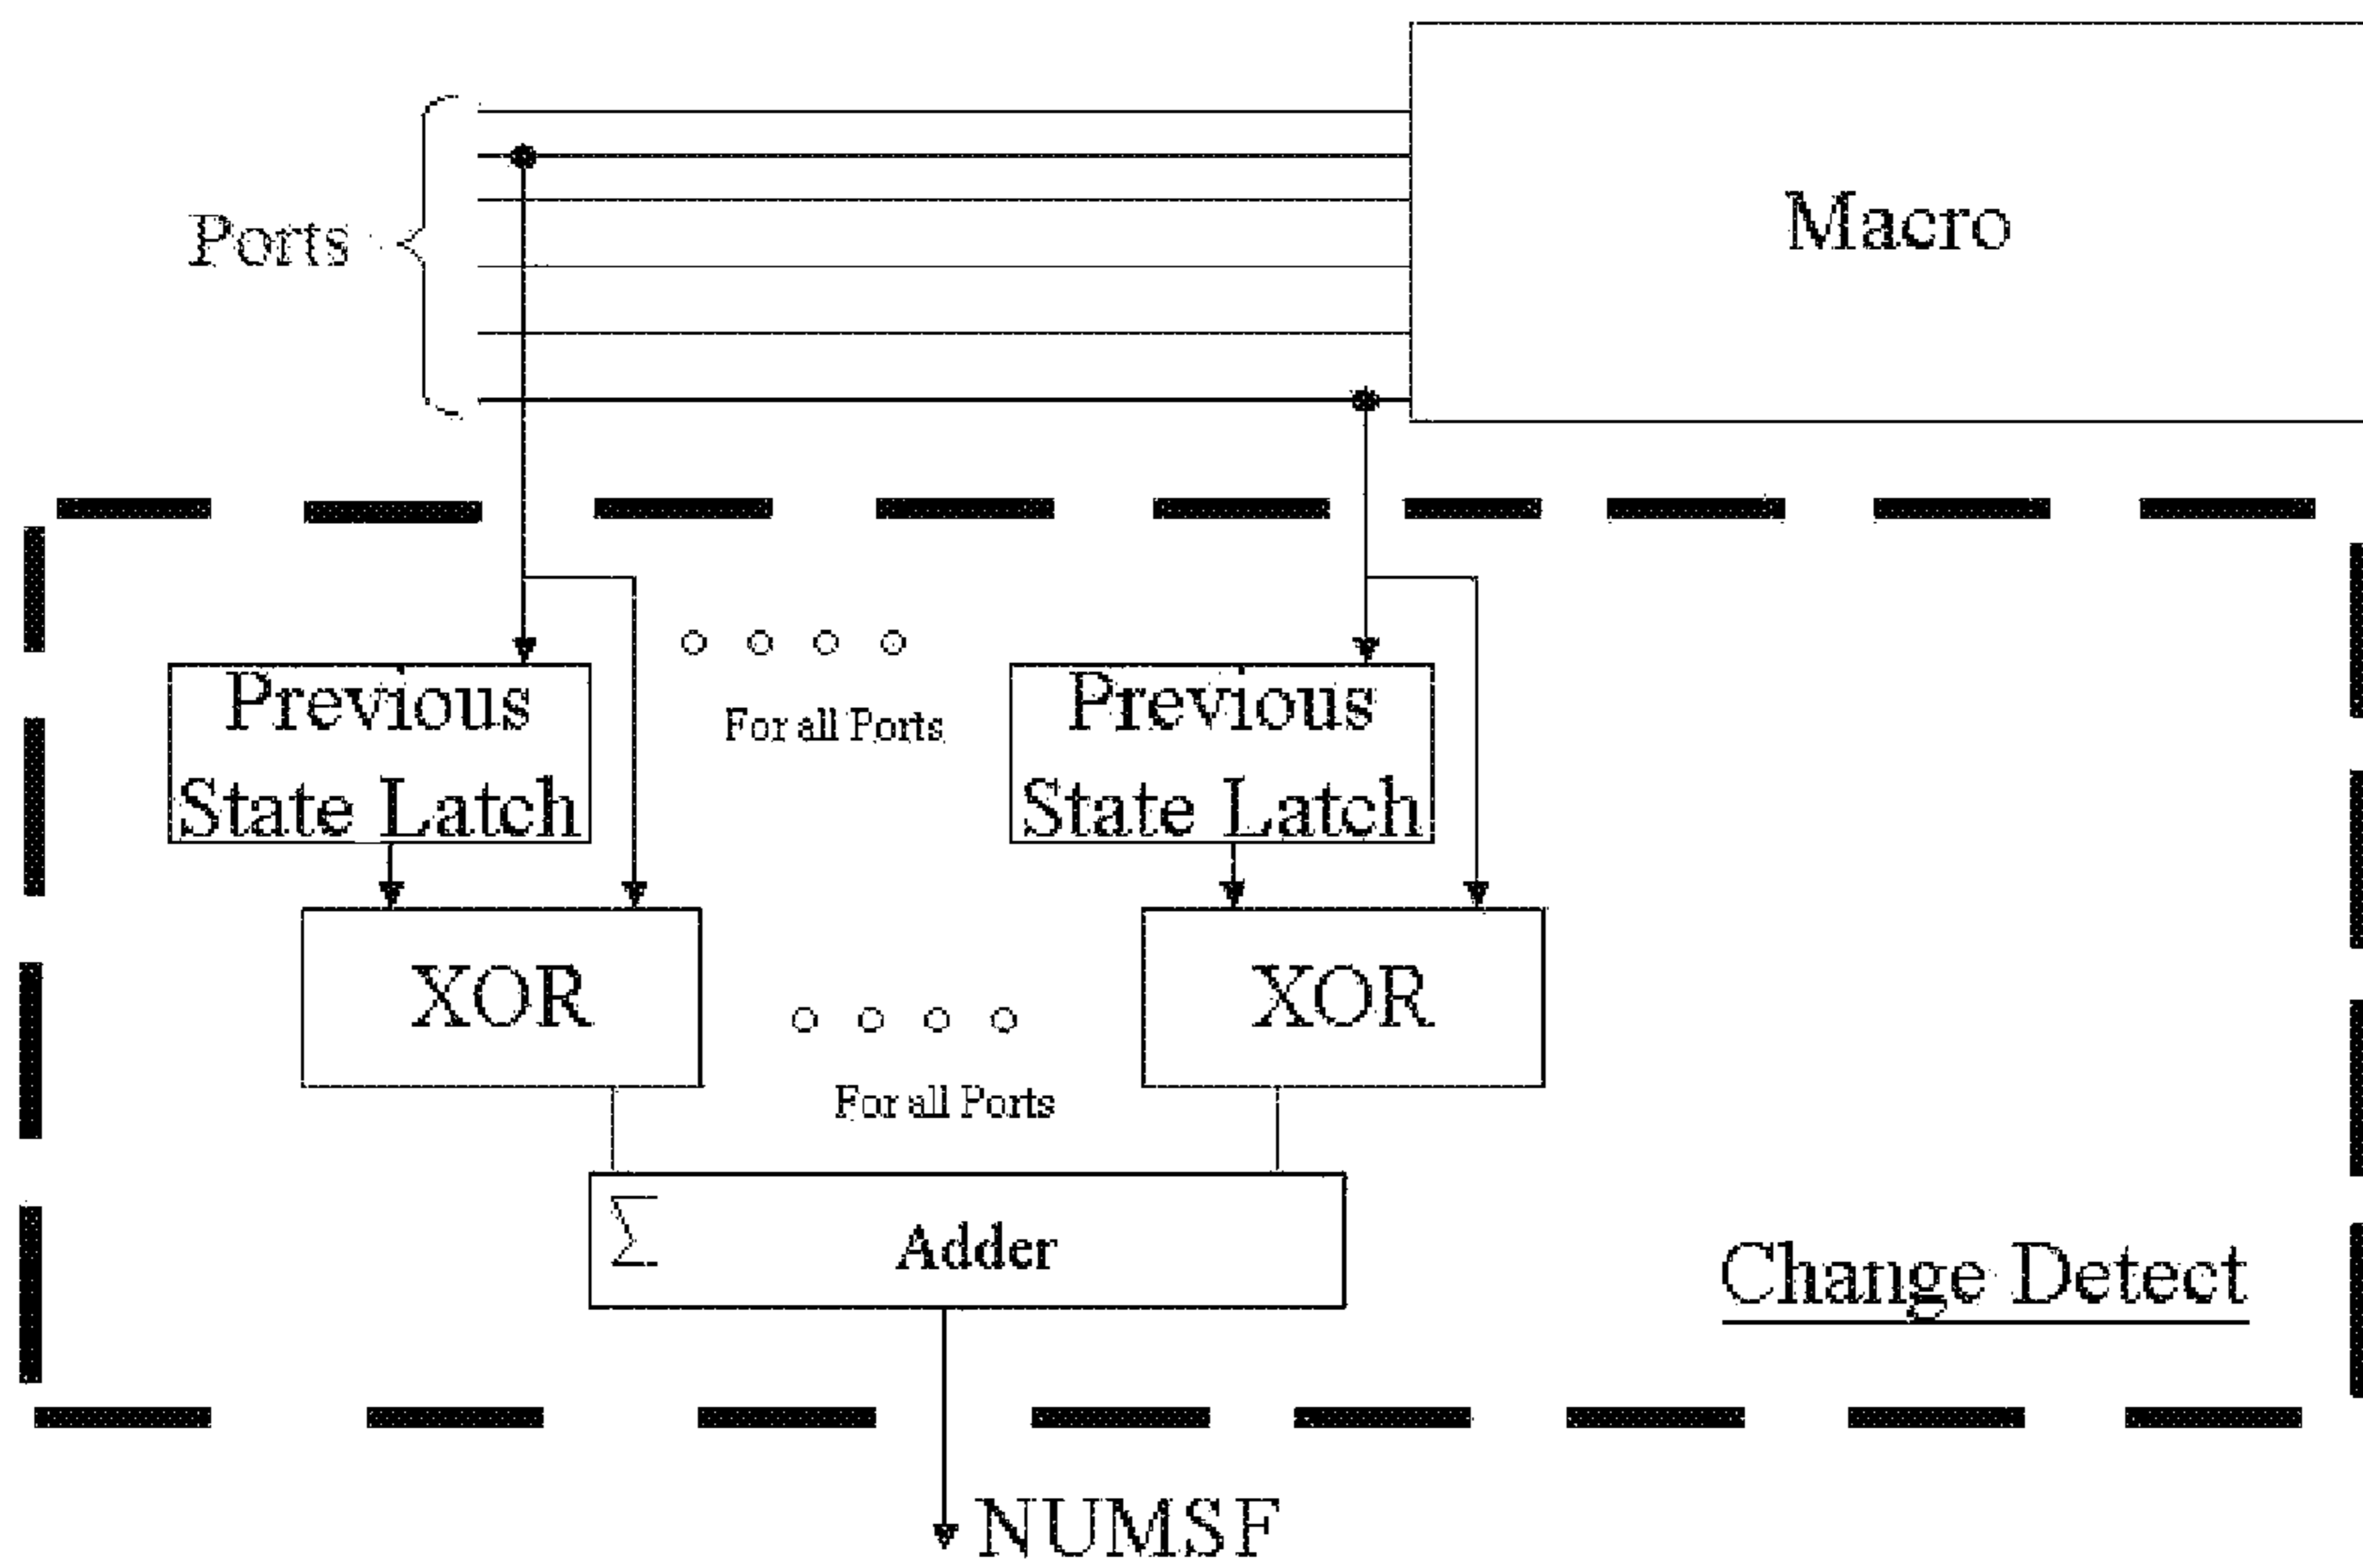 Macro
Ports
Previous
State Latch
For all Ports
Previous
State Latch
XOR
For all Ports
XOR
∑ Adder
Change Detect
NUMSF